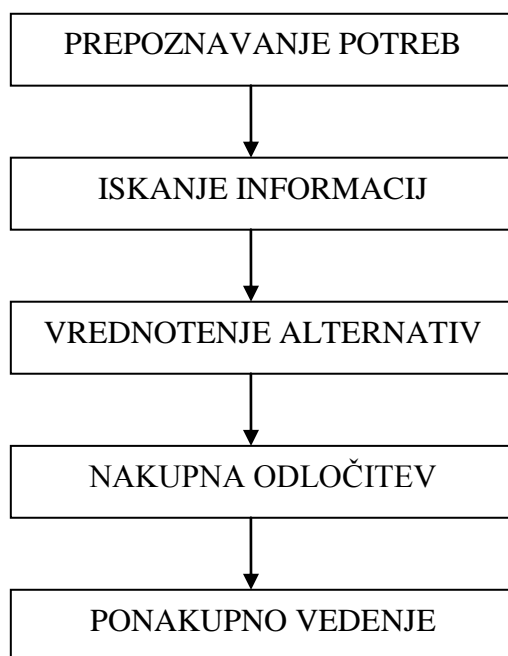 PREPOZNAVANJE POTREB
ISKANJE INFORMACIJ
VREDNOTENJE ALTERNATIV
NAKUPNA ODLOČITEV
PONAKUPNO VEDENJE